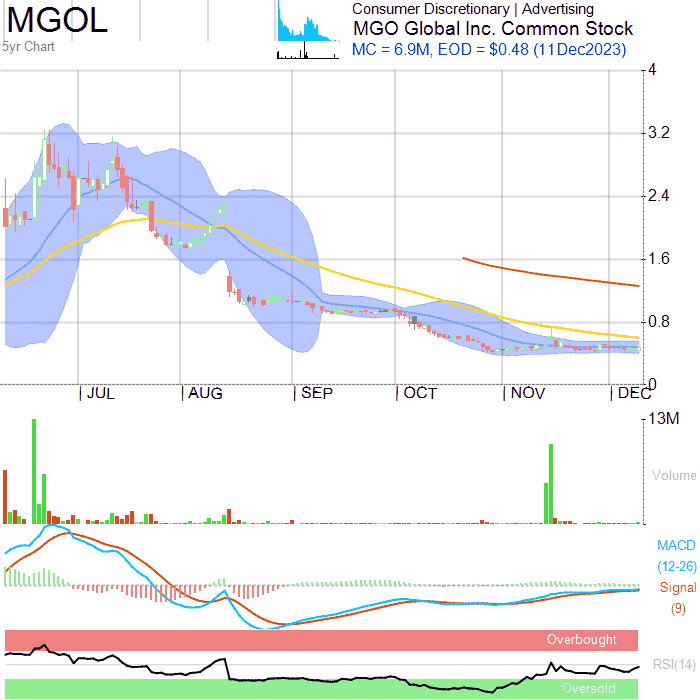 MGOL
Consumer Discretionary | Advertising
MGO Global Inc. Common Stock
5yr Chart
MC = 6.9M, EOD = $0.48 (11Dec2023)
4
3.2
2.4
1.6
0.8
0
JUL AUG SEP OCT NOV DEC
13M
Volume
MACD
(12-26)
Signal
(9)
Overbought
RSI(14)
Oversold